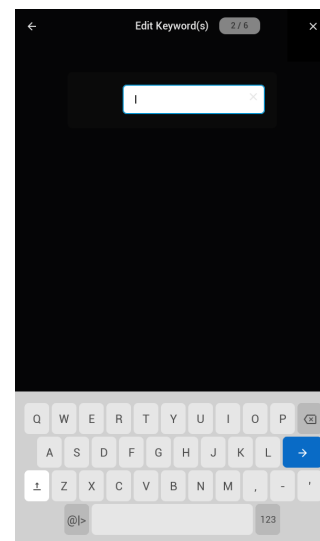 Edit Keyword(s) 2 / 6
Q W E R T Y U I O P
A S D F G H J K L
Z X C V B N M , - '
@|> 123